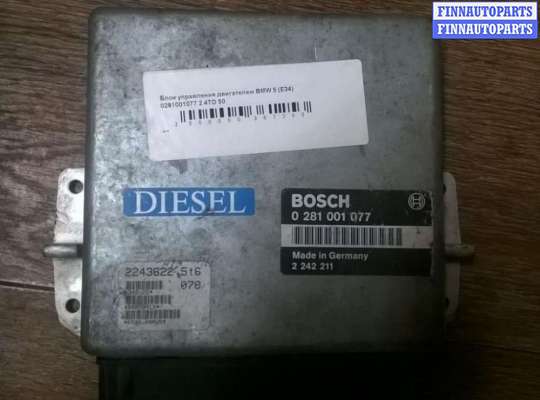 FINNAUTOPARTS
FINNAUTOPARTS
Блок управления двигателем BMW 5 (E34)
0281001077 2.4TD 50
DIESEL
BOSCH
0 281 001 077
Made in Germany
2 242 211
2243622 516
078